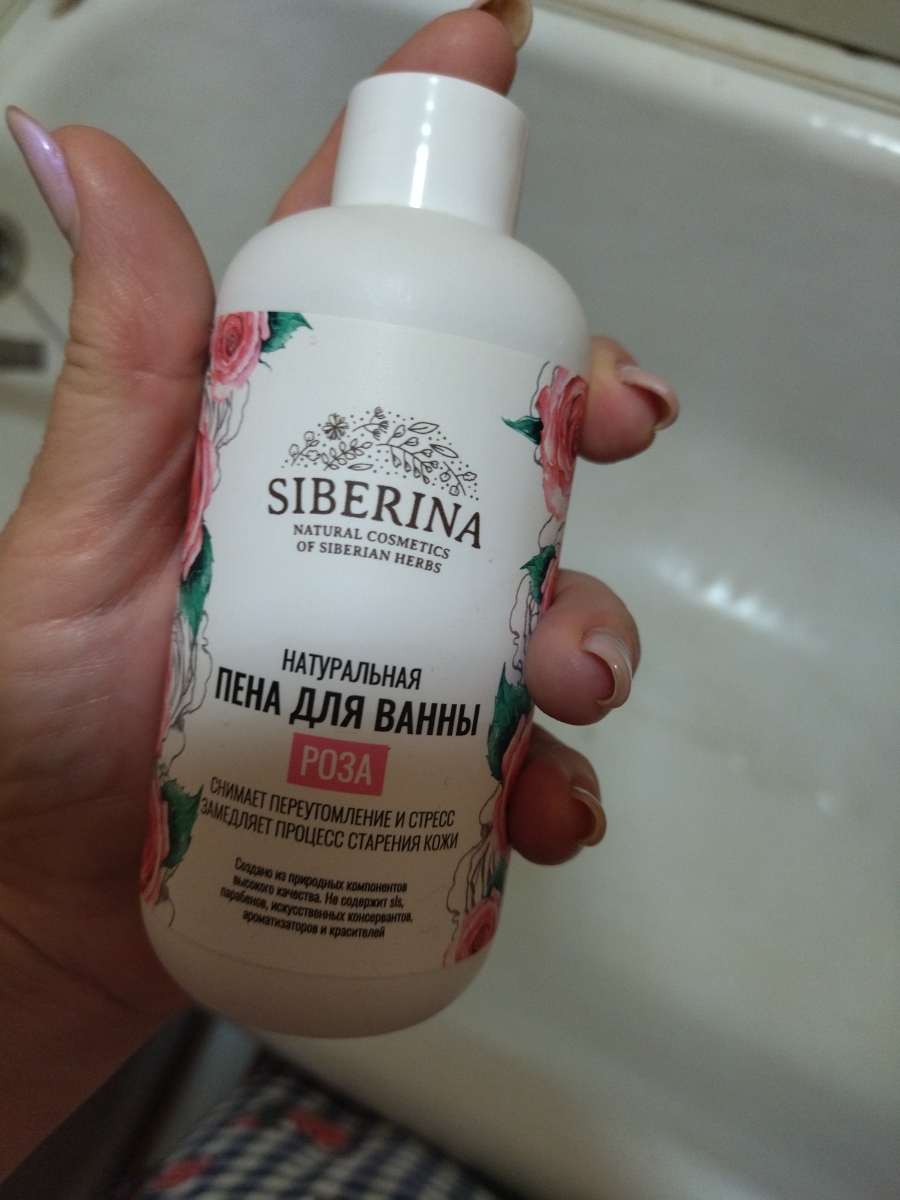 SIBERINA
NATURAL COSMETICS
OF SIBERIAN HERBS
НАТУРАЛЬНАЯ
ПЕНА ДЛЯ ВАННЫ
РОЗА
СНИМАЕТ ПЕРЕУТОМЛЕНИЕ И СТРЕСС
ЗАМЕДЛЯЕТ ПРОЦЕСС СТАРЕНИЯ КОЖИ
Создано из природных компонентов
высокого качества. Не содержит sls,
парабенов, искусственных консервантов,
ароматизаторов и красителей